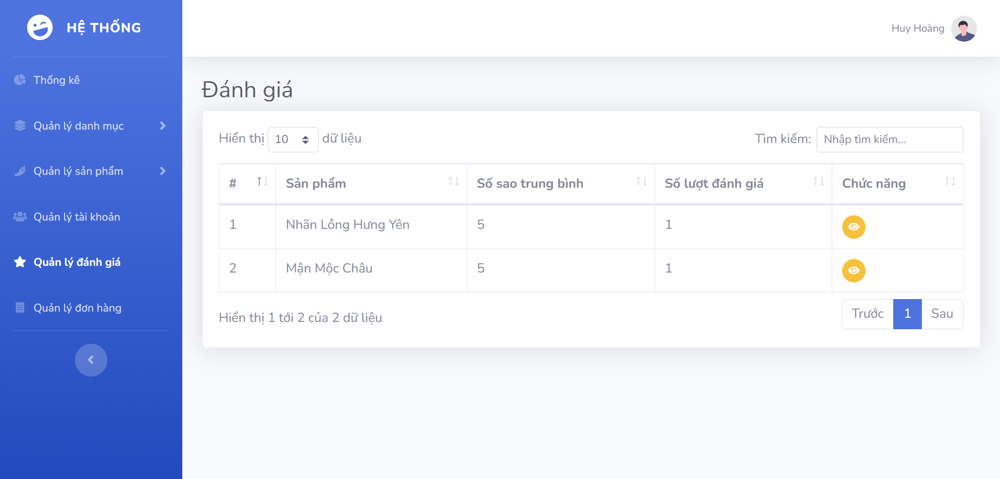 HỆ THỐNG
Huy Hoàng
Thống kê
Quản lý danh mục
Quản lý sản phẩm
Quản lý tài khoản
Quản lý đánh giá
Quản lý đơn hàng
Đánh giá
Hiển thị 10 dữ liệu
Tìm kiếm: Nhập tìm kiếm...
# Sản phẩm Số sao trung bình Số lượt đánh giá Chức năng
1 Nhãn Lồng Hưng Yên 5 1
2 Mận Mộc Châu 5 1
Hiển thị 1 tới 2 của 2 dữ liệu
Trước 1 Sau